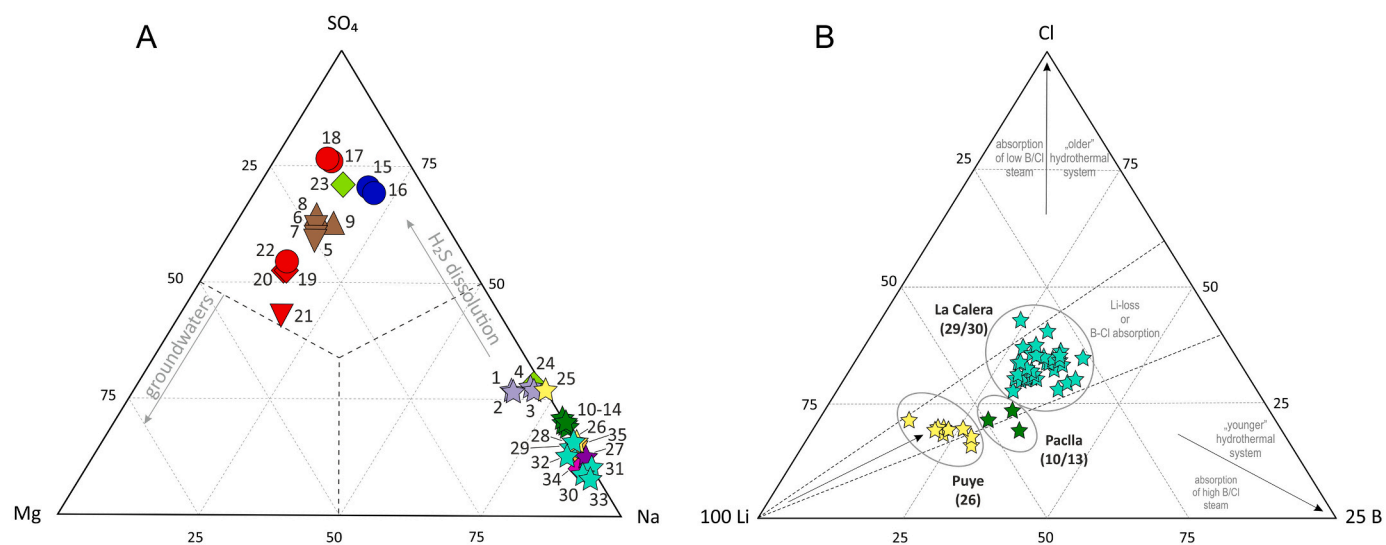 A
SO₄
18
17
25
75
15
23
16
8
6
9
7
5
22
20
19
50
50
21
groundwaters
H₂S dissolution
24
1
4
25
2
3
75
10-14
26
28
35
29
27
32
31
34
30
33
Mg
Na
25
50
75
B
Cl
absorption
of low B/Cl
steam
„older”
hydrothermal
system
25
75
50
50
La Calera
(29/30)
Li-loss
or
B-Cl absorption
75
25
Paclla
(10/13)
Puye
(26)
„younger”
hydrothermal
system
absorption
of high B/Cl
steam
100 Li
25 B
25
50
75